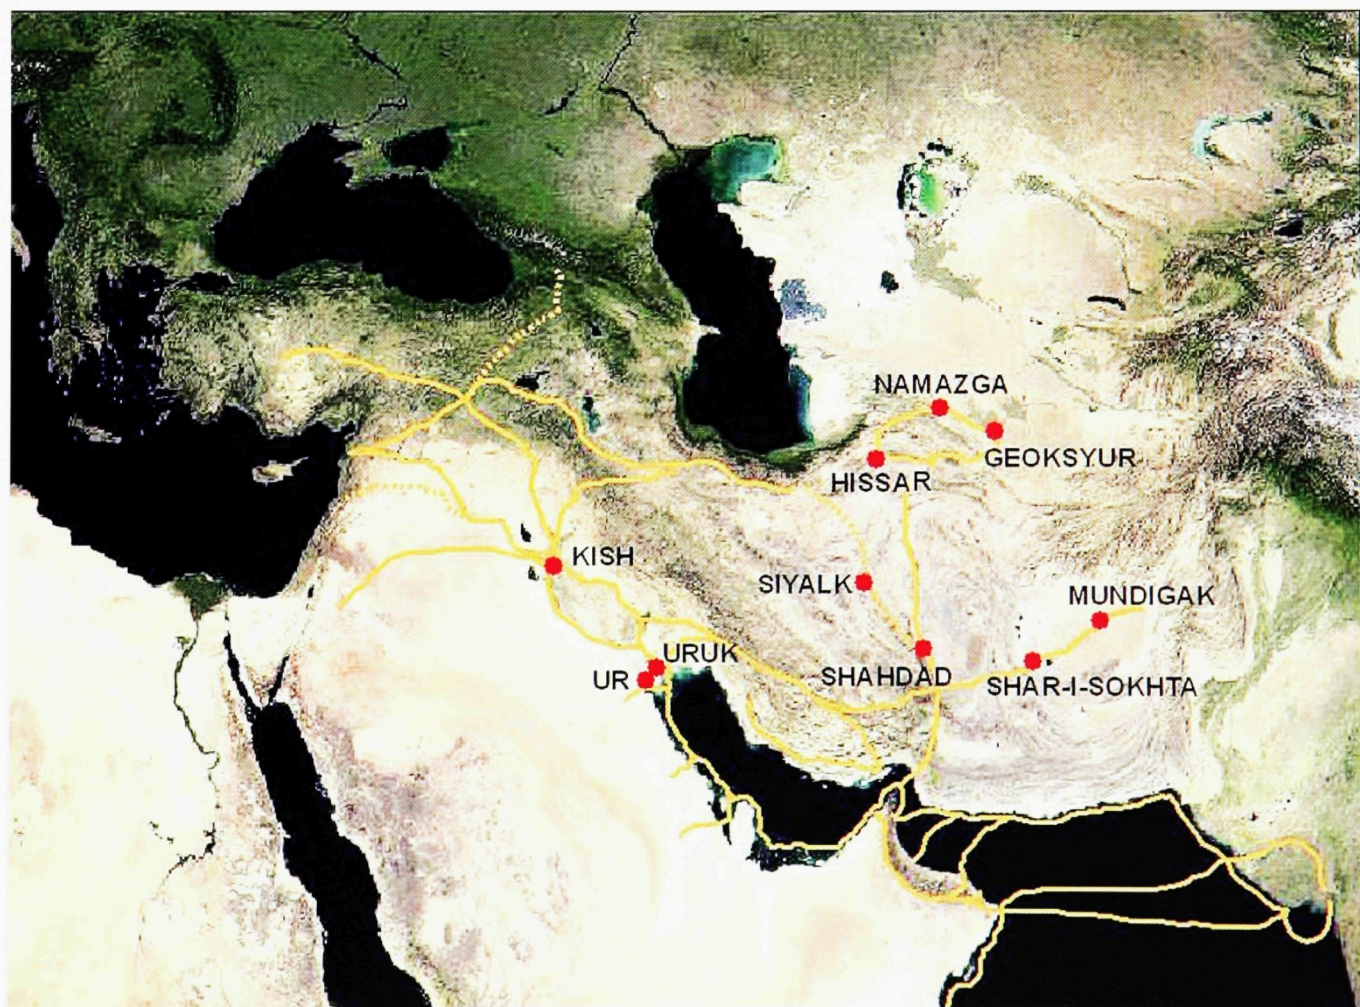 NAMAZGA
GEOKSYUR
HISSAR
KISH
SIYALK
MUNDIGAK
URUK
UR
SHAHDAD
SHAR-I-SOKHTA